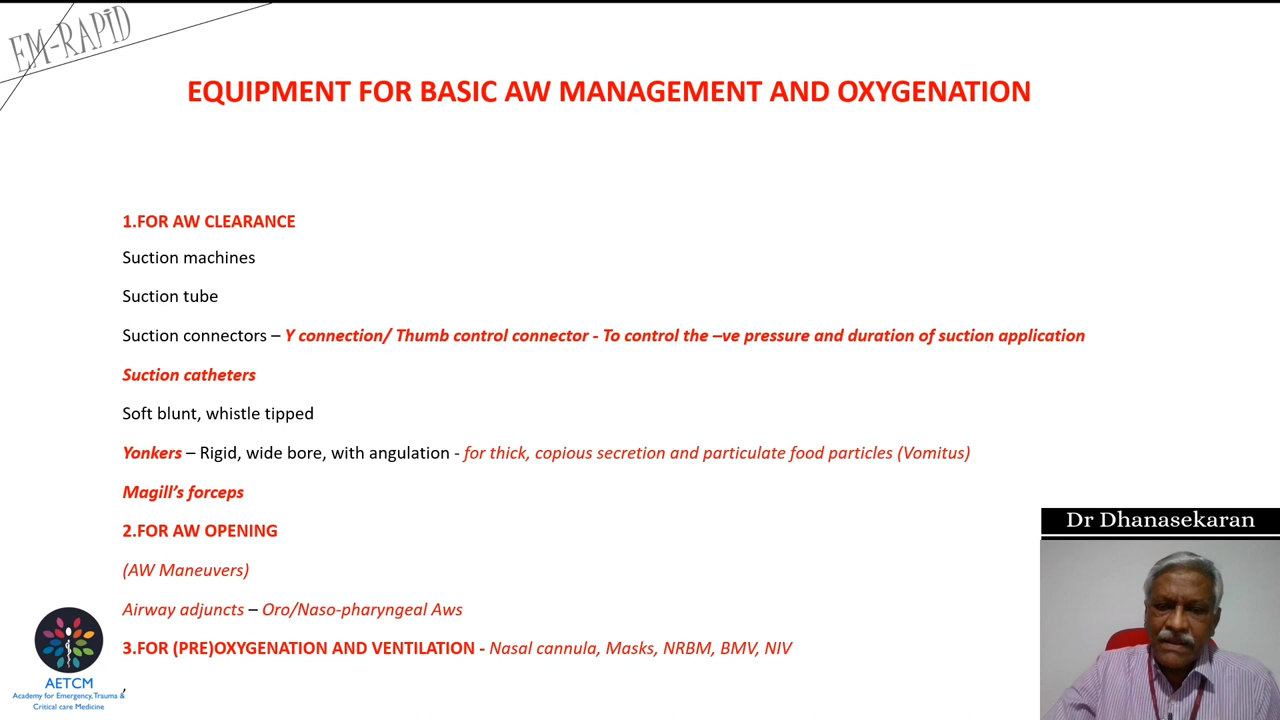 EM-RAPiD
EQUIPMENT FOR BASIC AW MANAGEMENT AND OXYGENATION
1.FOR AW CLEARANCE
Suction machines
Suction tube
Suction connectors – Y connection/ Thumb control connector - To control the –ve pressure and duration of suction application
Suction catheters
Soft blunt, whistle tipped
Yonkers – Rigid, wide bore, with angulation - for thick, copious secretion and particulate food particles (Vomitus)
Magill’s forceps
2.FOR AW OPENING
(AW Maneuvers)
Airway adjuncts – Oro/Naso-pharyngeal Aws
3.FOR (PRE)OXYGENATION AND VENTILATION - Nasal cannula, Masks, NRBM, BMV, NIV
,
Dr Dhanasekaran
AETCM
Academy for Emergency,Trauma &
Critical care Medicine